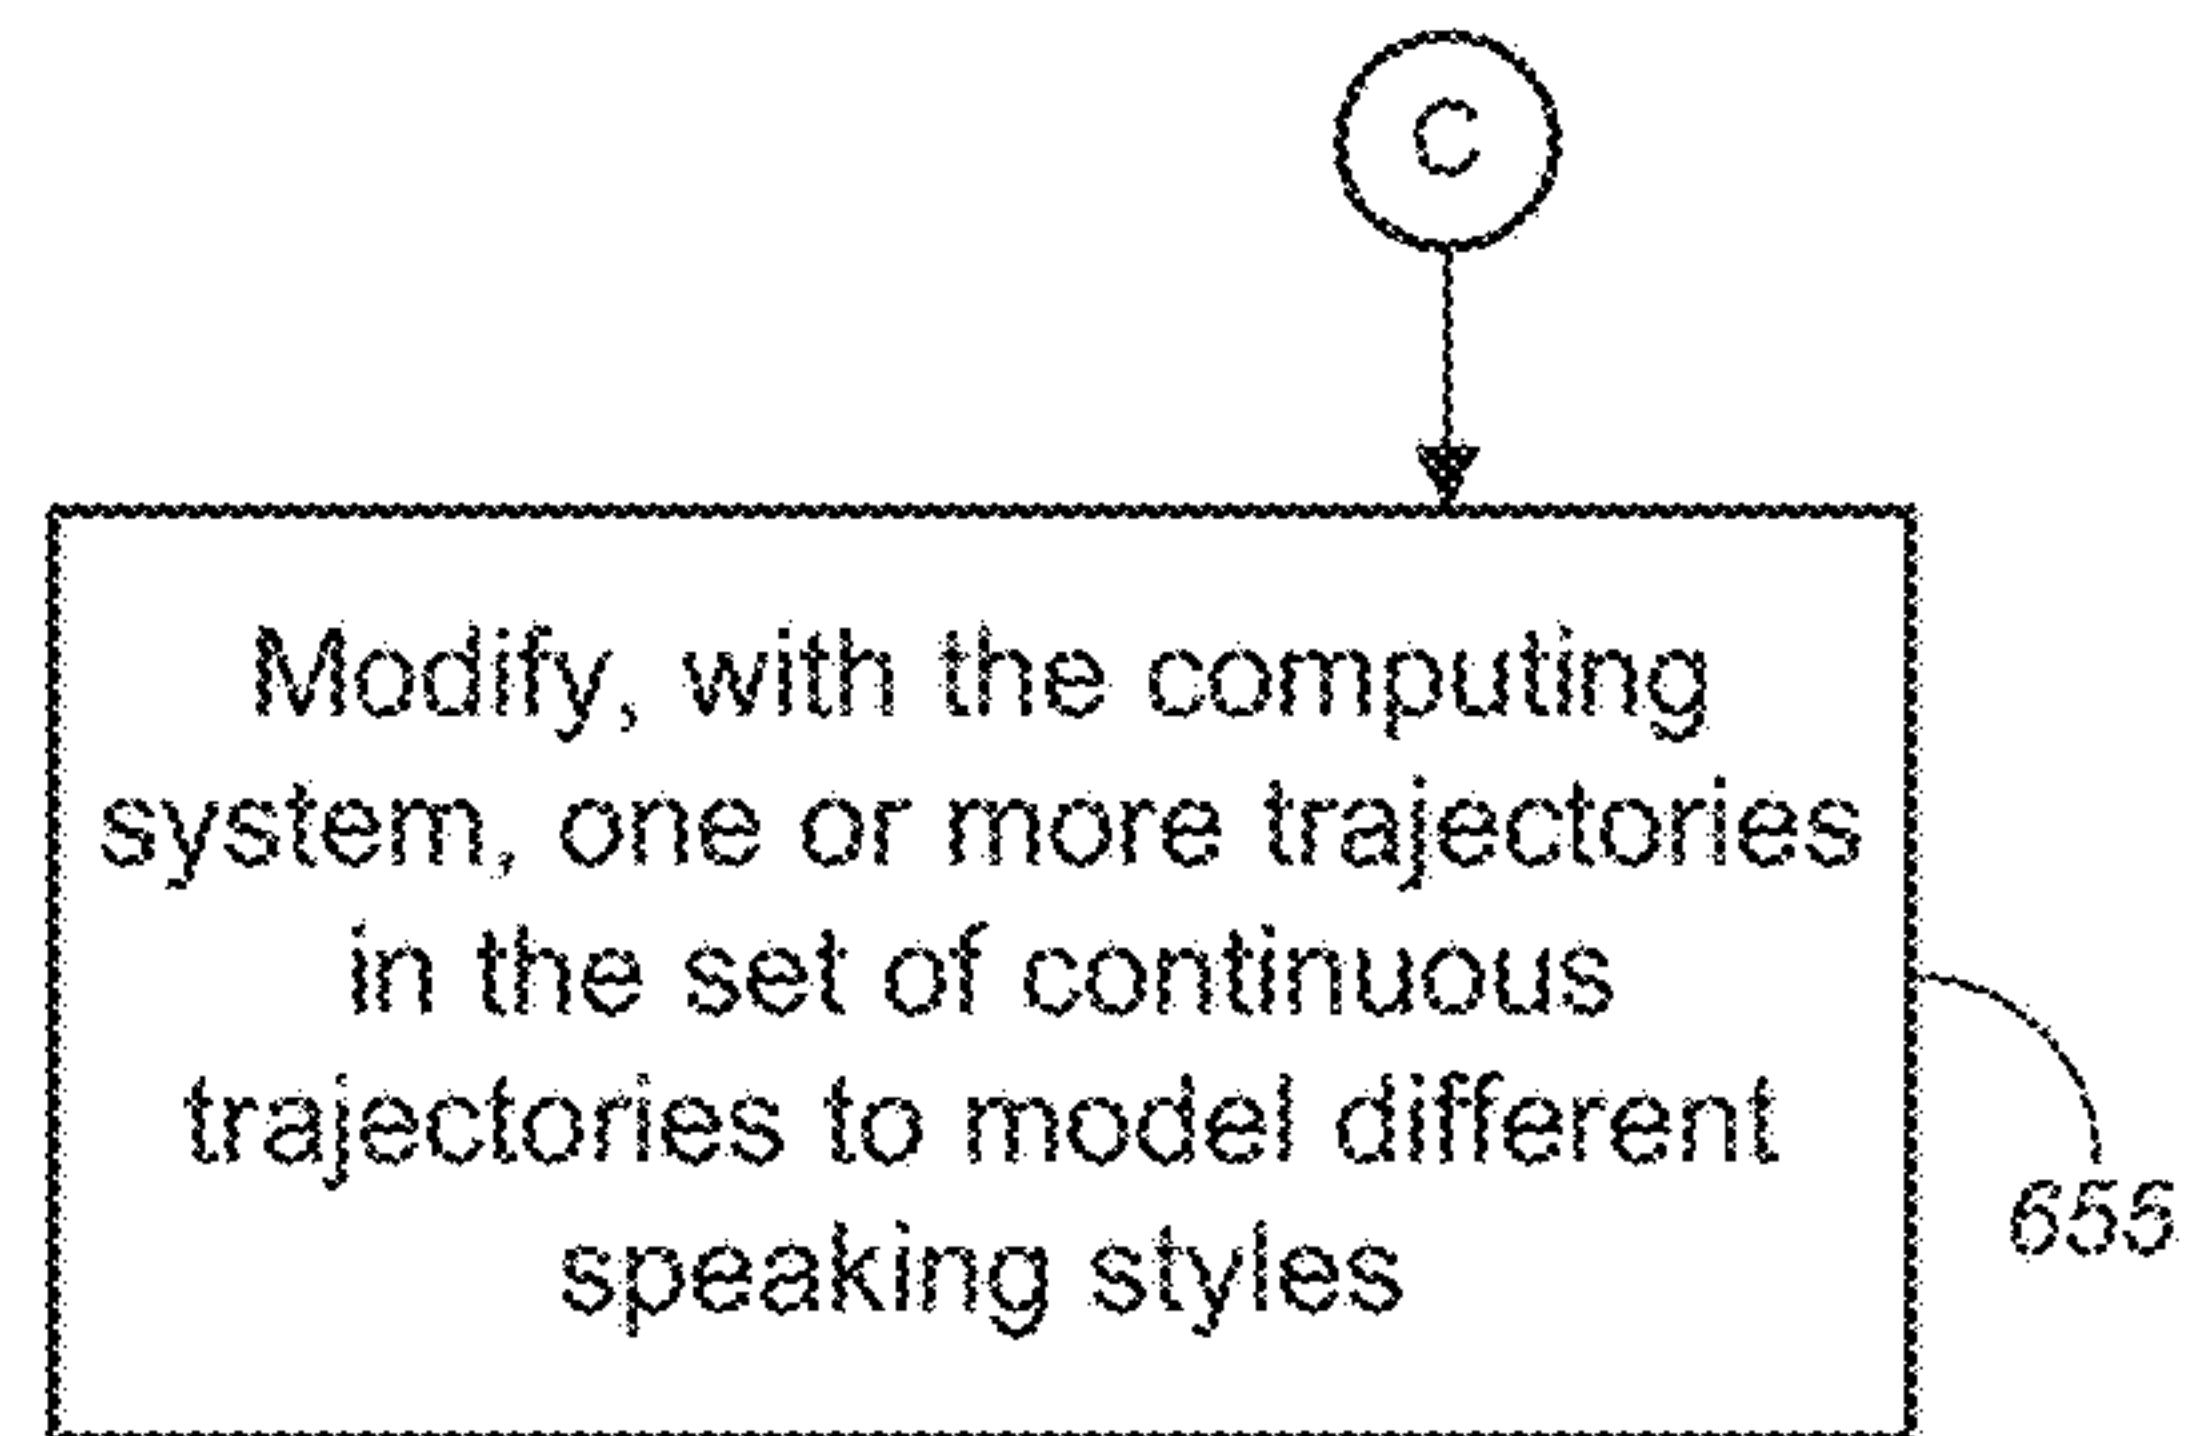 C
Modify, with the computing
system, one or more trajectories
in the set of continuous
trajectories to model different
speaking styles
655